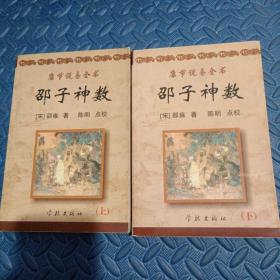 康节说易全书
邵子神数
[宋] 邵雍 著 陈明 点校
学林出版社
(上)
康节说易全书
邵子神数
[宋] 邵雍 著 陈明 点校
学林出版社
(下)